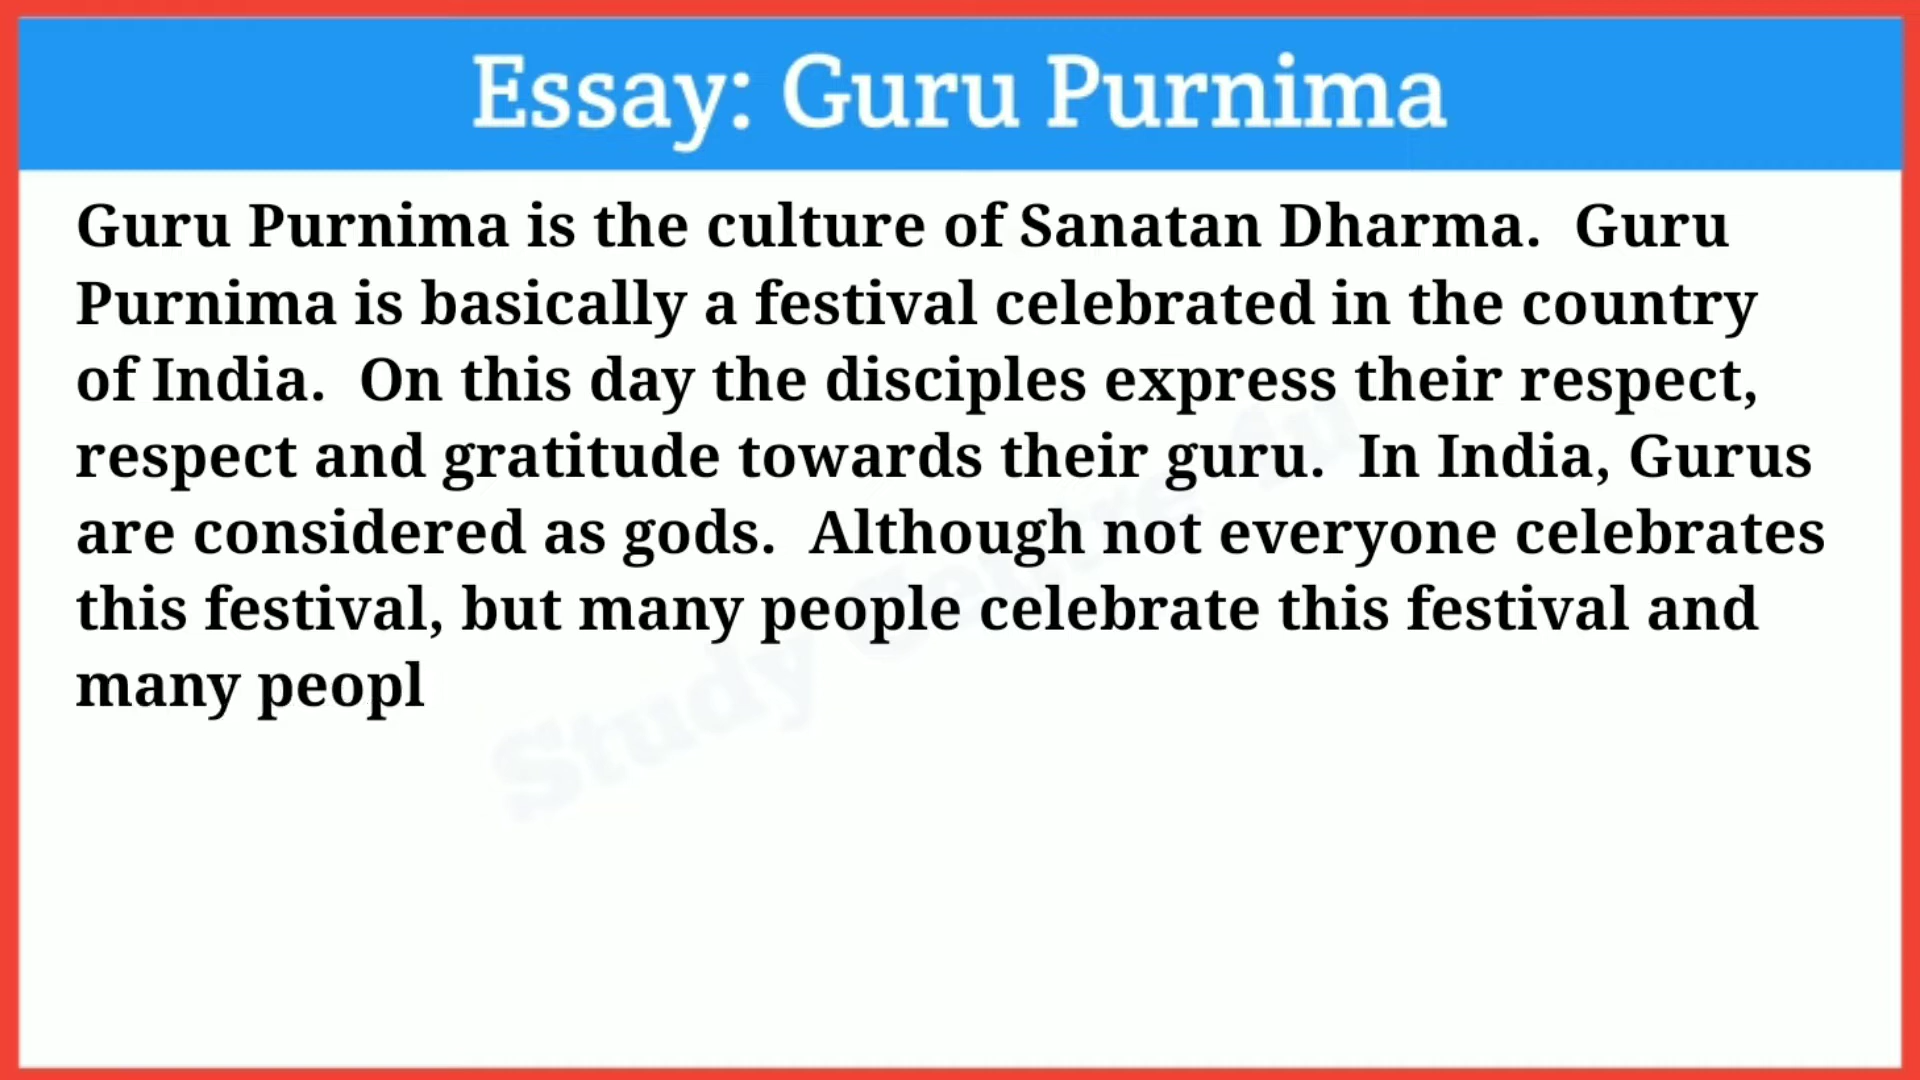 Essay: Guru Purnima
Guru Purnima is the culture of Sanatan Dharma.  Guru
Purnima is basically a festival celebrated in the country
of India.  On this day the disciples express their respect,
respect and gratitude towards their guru.  In India, Gurus
are considered as gods.  Although not everyone celebrates
this festival, but many people celebrate this festival and
many peopl
Study Centre 4u